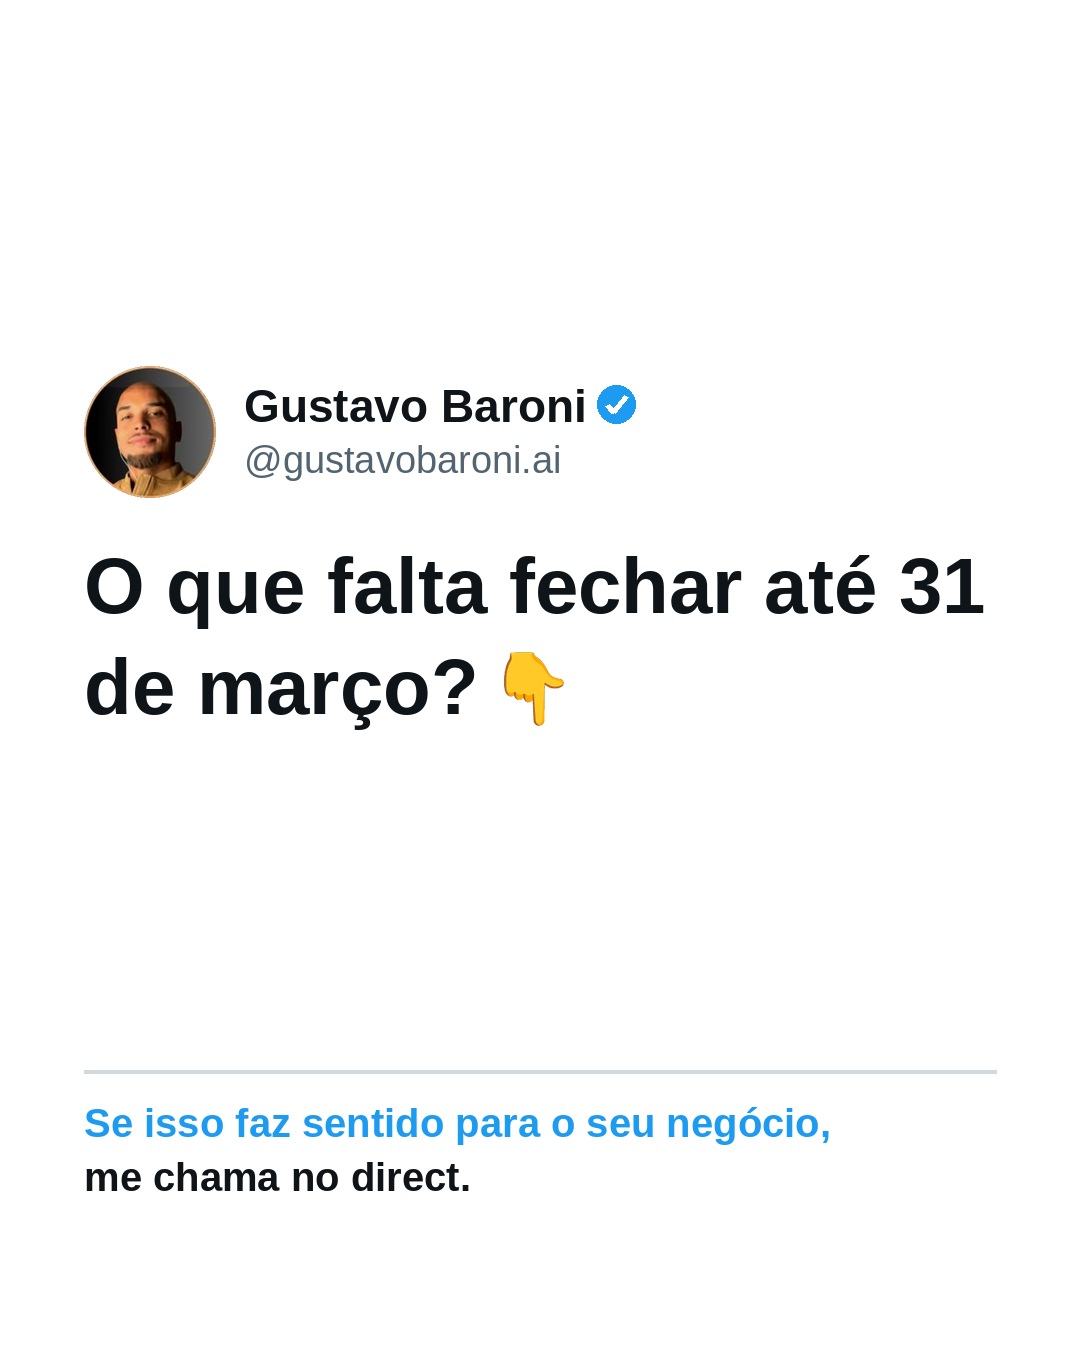 Gustavo Baroni
@gustavobaroni.ai
O que falta fechar até 31
de março? 👇
Se isso faz sentido para o seu negócio,
me chama no direct.